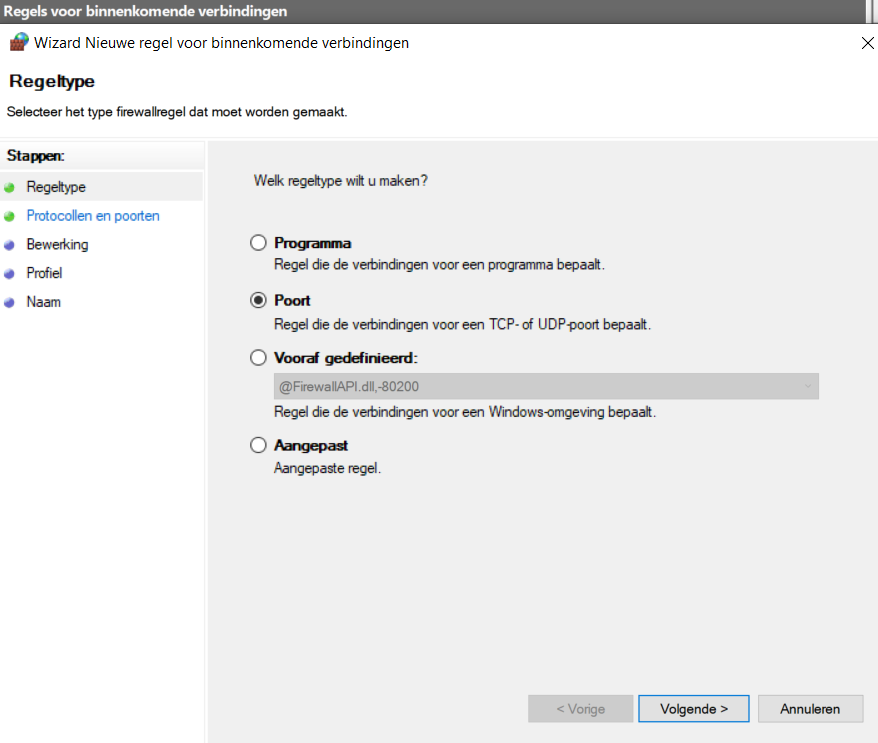 Regels voor binnenkomende verbindingen
Wizard Nieuwe regel voor binnenkomende verbindingen
Regeltype
Selecteer het type firewallregel dat moet worden gemaakt.
Stappen:
Regeltype
Protocollen en poorten
Bewerking
Profiel
Naam
Welk regeltype wilt u maken?
Programma
Regel die de verbindingen voor een programma bepaalt.
Poort
Regel die de verbindingen voor een TCP- of UDP-poort bepaalt.
Vooraf gedefinieerd:
@FirewallAPI.dll,-80200
Regel die de verbindingen voor een Windows-omgeving bepaalt.
Aangepast
Aangepaste regel.
< Vorige
Volgende >
Annuleren